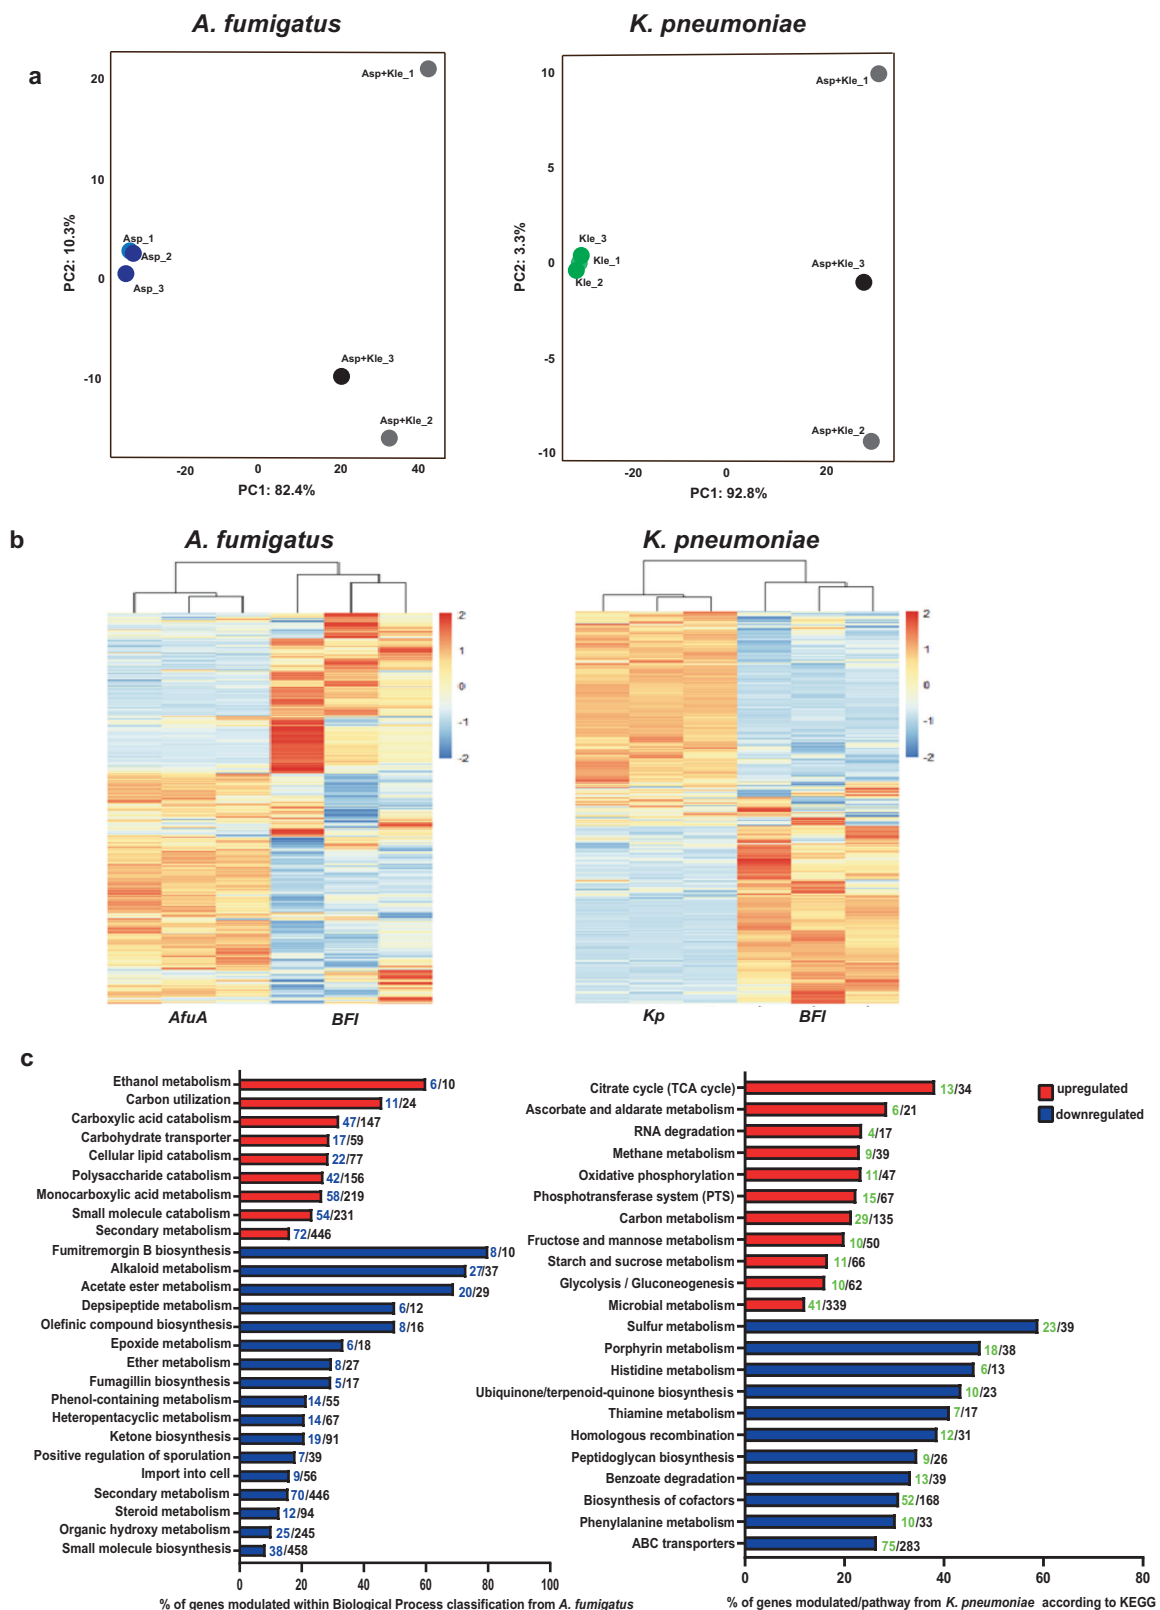 A. fumigatus
K. pneumoniae
a
20
10
0
-10
PC2: 10.3%
Asp+Kle_1
Asp_1
Asp_2
Asp_3
Asp+Kle_3
Asp+Kle_2
-20
0
20
40
PC1: 82.4%
10
5
0
-5
-10
PC2: 3.3%
Asp+Kle_1
Kle_3
Kle_1
Kle_2
Asp+Kle_3
Asp+Kle_2
-20
0
20
PC1: 92.8%
b
A. fumigatus
K. pneumoniae
2
1
0
-1
-2
AfuA
BFI
2
1
0
-1
-2
Kp
BFI
c
Ethanol metabolism 6/10
Carbon utilization 11/24
Carboxylic acid catabolism 47/147
Carbohydrate transporter 17/59
Cellular lipid catabolism 22/77
Polysaccharide catabolism 42/156
Monocarboxylic acid metabolism 58/219
Small molecule catabolism 54/231
Secondary metabolism 72/446
Fumitremorgin B biosynthesis 8/10
Alkaloid metabolism 27/37
Acetate ester metabolism 20/29
Depsipeptide metabolism 6/12
Olefinic compound biosynthesis 8/16
Epoxide metabolism 6/18
Ether metabolism 8/27
Fumagillin biosynthesis 5/17
Phenol-containing metabolism 14/55
Heteropentacyclic metabolism 14/67
Ketone biosynthesis 19/91
Positive regulation of sporulation 7/39
Import into cell 9/56
Secondary metabolism 70/446
Steroid metabolism 12/94
Organic hydroxy metabolism 25/245
Small molecule biosynthesis 38/458
0
20
40
60
80
100
% of genes modulated within Biological Process classification from A. fumigatus
Citrate cycle (TCA cycle) 13/34
Ascorbate and aldarate metabolism 6/21
RNA degradation 4/17
Methane metabolism 9/39
Oxidative phosphorylation 11/47
Phosphotransferase system (PTS) 15/67
Carbon metabolism 29/135
Fructose and mannose metabolism 10/50
Starch and sucrose metabolism 11/66
Glycolysis / Gluconeogenesis 10/62
Microbial metabolism 41/339
Sulfur metabolism 23/39
Porphyrin metabolism 18/38
Histidine metabolism 6/13
Ubiquinone/terpenoid-quinone biosynthesis 10/23
Thiamine metabolism 7/17
Homologous recombination 12/31
Peptidoglycan biosynthesis 9/26
Benzoate degradation 13/39
Biosynthesis of cofactors 52/168
Phenylalanine metabolism 10/33
ABC transporters 75/283
0
20
40
60
80
% of genes modulated/pathway from K. pneumoniae according to KEGG
upregulated
downregulated